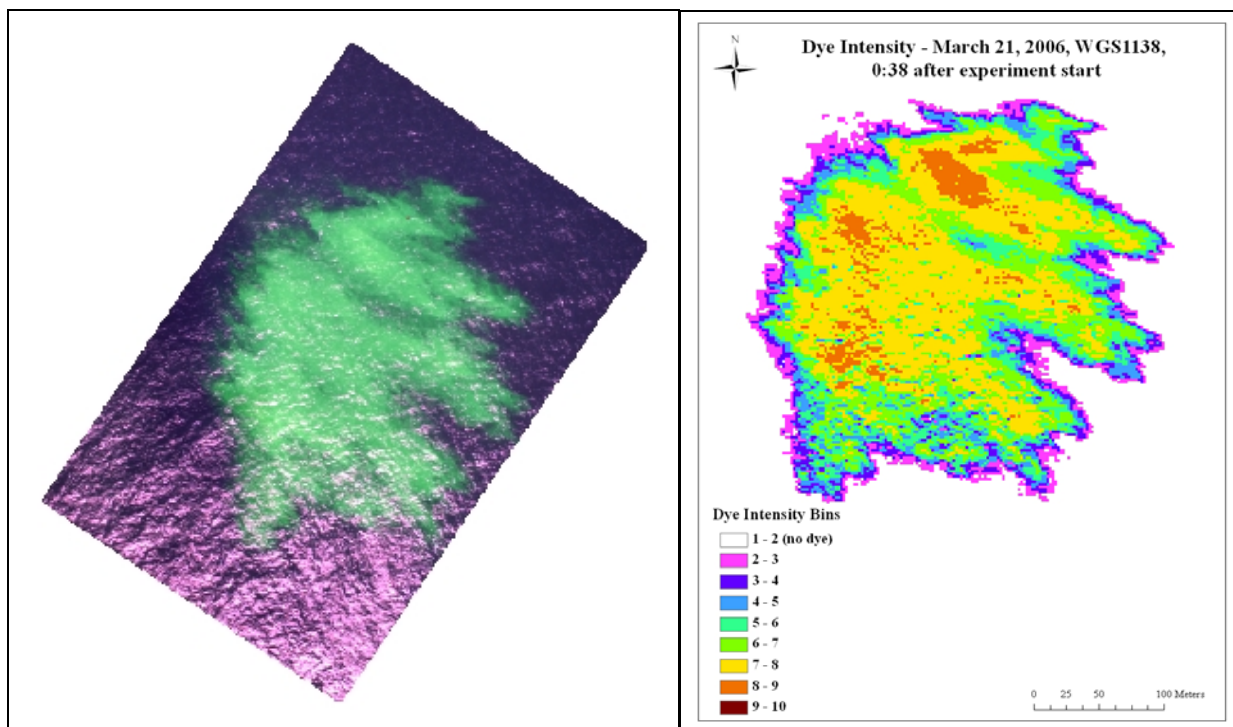 N
Dye Intensity - March 21, 2006, WGS1138,
0:38 after experiment start
Dye Intensity Bins
1 - 2 (no dye)
2 - 3
3 - 4
4 - 5
5 - 6
6 - 7
7 - 8
8 - 9
9 - 10
0 25 50 100 Meters